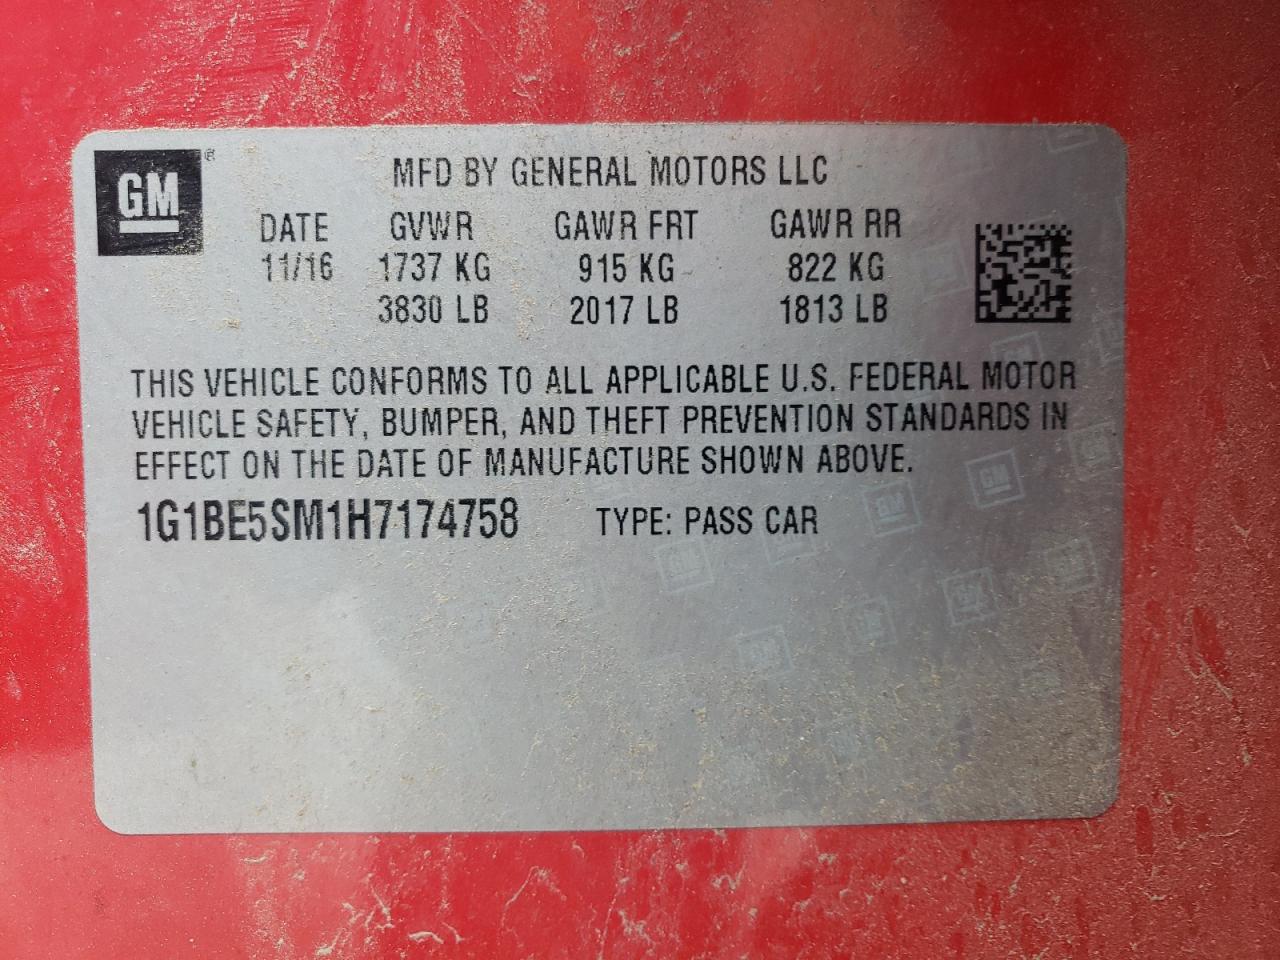 GM ®
MFD BY GENERAL MOTORS LLC
DATE GVWR GAWR FRT GAWR RR
11/16 1737 KG 915 KG 822 KG
3830 LB 2017 LB 1813 LB
THIS VEHICLE CONFORMS TO ALL APPLICABLE U.S. FEDERAL MOTOR
VEHICLE SAFETY, BUMPER, AND THEFT PREVENTION STANDARDS IN
EFFECT ON THE DATE OF MANUFACTURE SHOWN ABOVE.
1G1BE5SM1H7174758 TYPE: PASS CAR